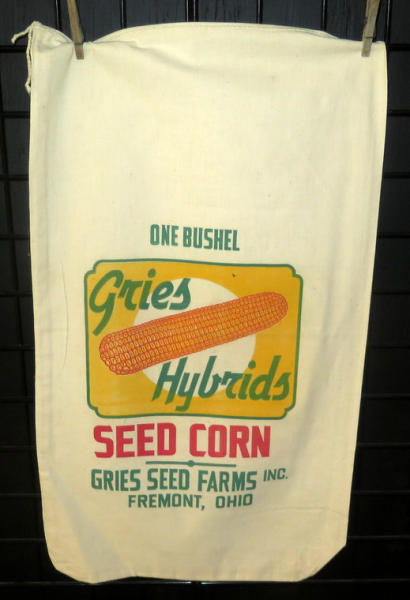 ONE BUSHEL
Gries
Hybrids
SEED CORN
GRIES SEED FARMS INC.
FREMONT, OHIO